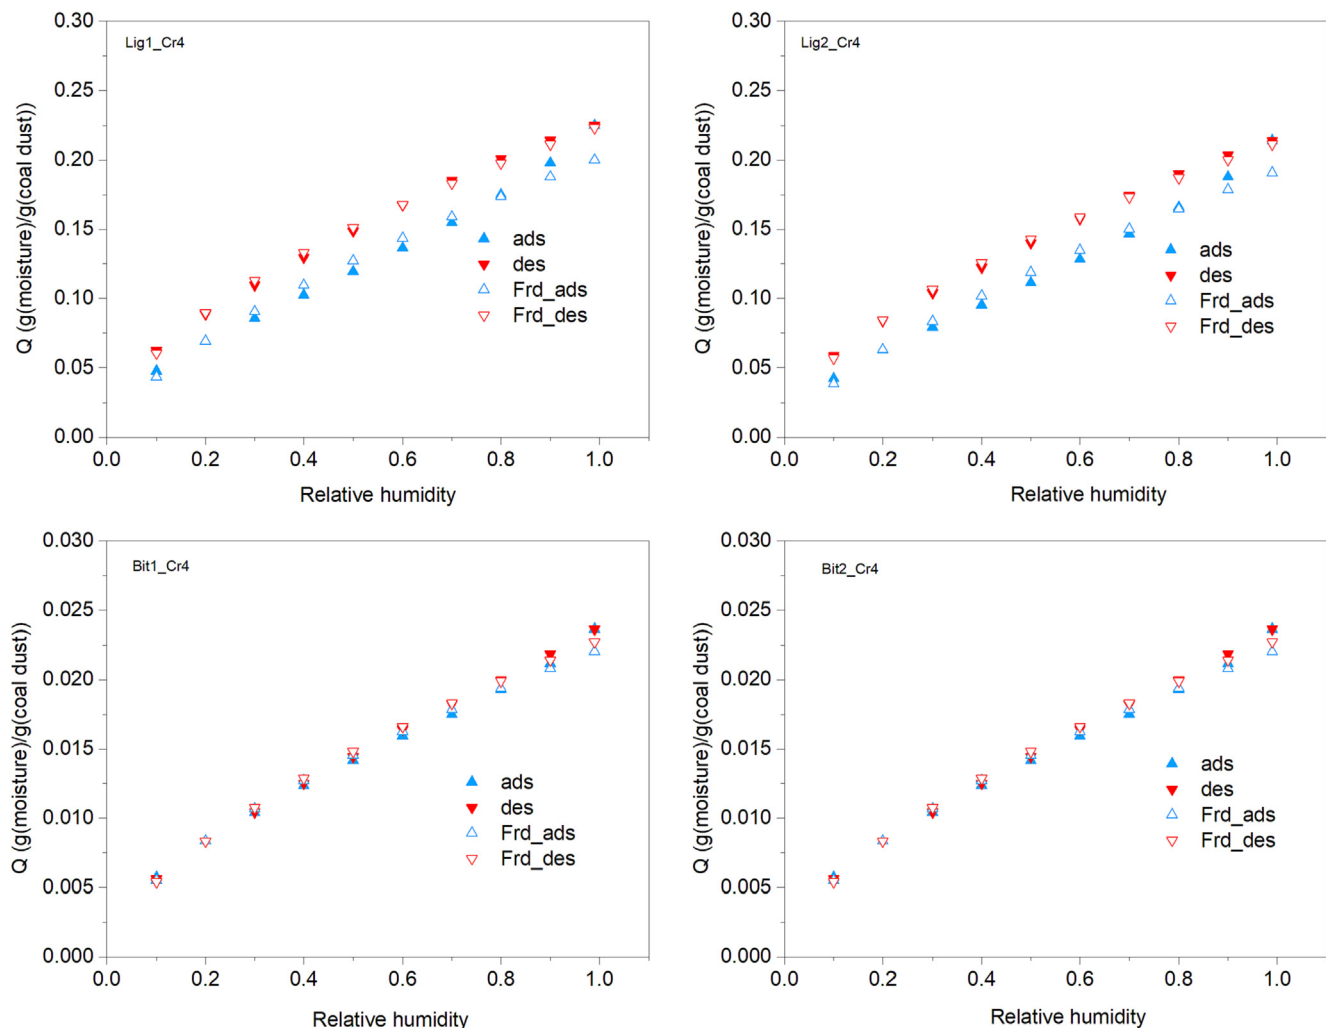 Lig1_Cr4
Q (g(moisture)/g(coal dust))
0.30
0.25
0.20
0.15
0.10
0.05
0.00
ads
des
Frd_ads
Frd_des
0.0 0.2 0.4 0.6 0.8 1.0
Relative humidity
Lig2_Cr4
Q (g(moisture)/g(coal dust))
0.30
0.25
0.20
0.15
0.10
0.05
0.00
ads
des
Frd_ads
Frd_des
0.0 0.2 0.4 0.6 0.8 1.0
Relative humidity
Bit1_Cr4
Q (g(moisture)/g(coal dust))
0.030
0.025
0.020
0.015
0.010
0.005
0.000
ads
des
Frd_ads
Frd_des
0.0 0.2 0.4 0.6 0.8 1.0
Relative humidity
Bit2_Cr4
Q (g(moisture)/g(coal dust))
0.030
0.025
0.020
0.015
0.010
0.005
0.000
ads
des
Frd_ads
Frd_des
0.0 0.2 0.4 0.6 0.8 1.0
Relative humidity